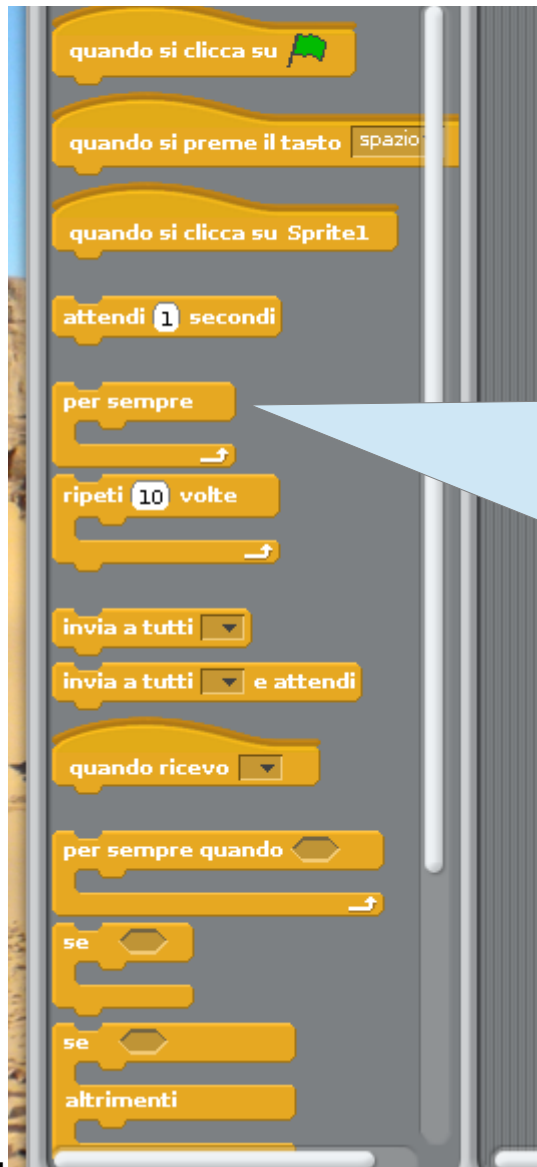 quando si clicca su
quando si preme il tasto spazio
quando si clicca su Sprite1
attendi 1 secondi
per sempre
ripeti 10 volte
invia a tutti
invia a tutti e attendi
quando ricevo
per sempre quando
se
se
altrimenti